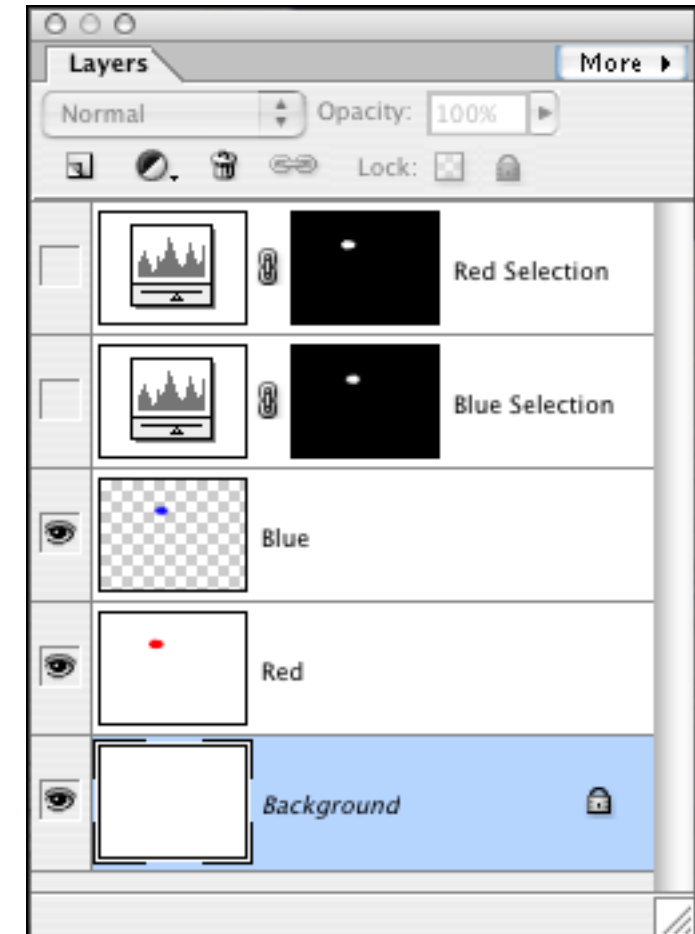 Layers More
Normal Opacity: 100%
Lock:
Red Selection
Blue Selection
Blue
Red
Background